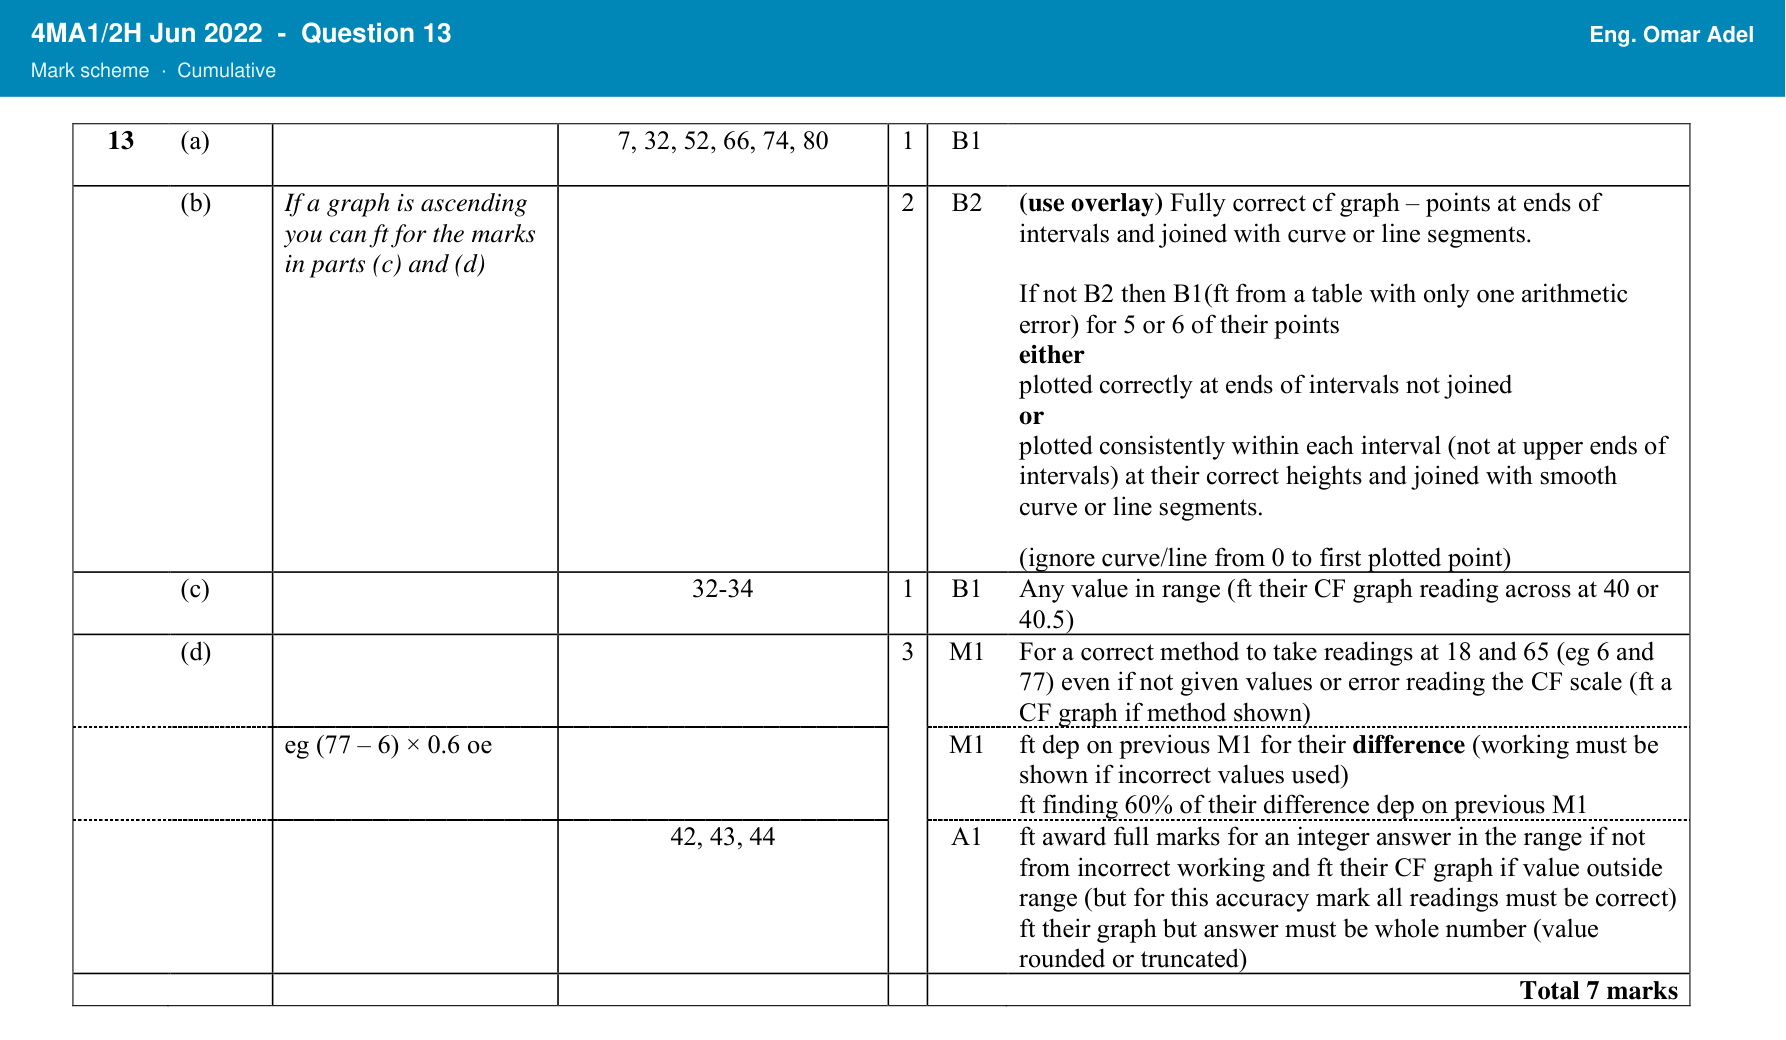 4MA1/2H Jun 2022 - Question 13
Eng. Omar Adel
Mark scheme · Cumulative
13 (a) 7, 32, 52, 66, 74, 80 1 B1
(b) If a graph is ascending 2 B2 (use overlay) Fully correct cf graph – points at ends of
you can ft for the marks intervals and joined with curve or line segments.
in parts (c) and (d)
If not B2 then B1(ft from a table with only one arithmetic
error) for 5 or 6 of their points
either
plotted correctly at ends of intervals not joined
or
plotted consistently within each interval (not at upper ends of
intervals) at their correct heights and joined with smooth
curve or line segments.
(ignore curve/line from 0 to first plotted point)
(c) 32-34 1 B1 Any value in range (ft their CF graph reading across at 40 or
40.5)
(d) 3 M1 For a correct method to take readings at 18 and 65 (eg 6 and
77) even if not given values or error reading the CF scale (ft a
CF graph if method shown)
eg (77 – 6) × 0.6 oe M1 ft dep on previous M1 for their difference (working must be
shown if incorrect values used)
ft finding 60% of their difference dep on previous M1
42, 43, 44 A1 ft award full marks for an integer answer in the range if not
from incorrect working and ft their CF graph if value outside
range (but for this accuracy mark all readings must be correct)
ft their graph but answer must be whole number (value
rounded or truncated)
Total 7 marks